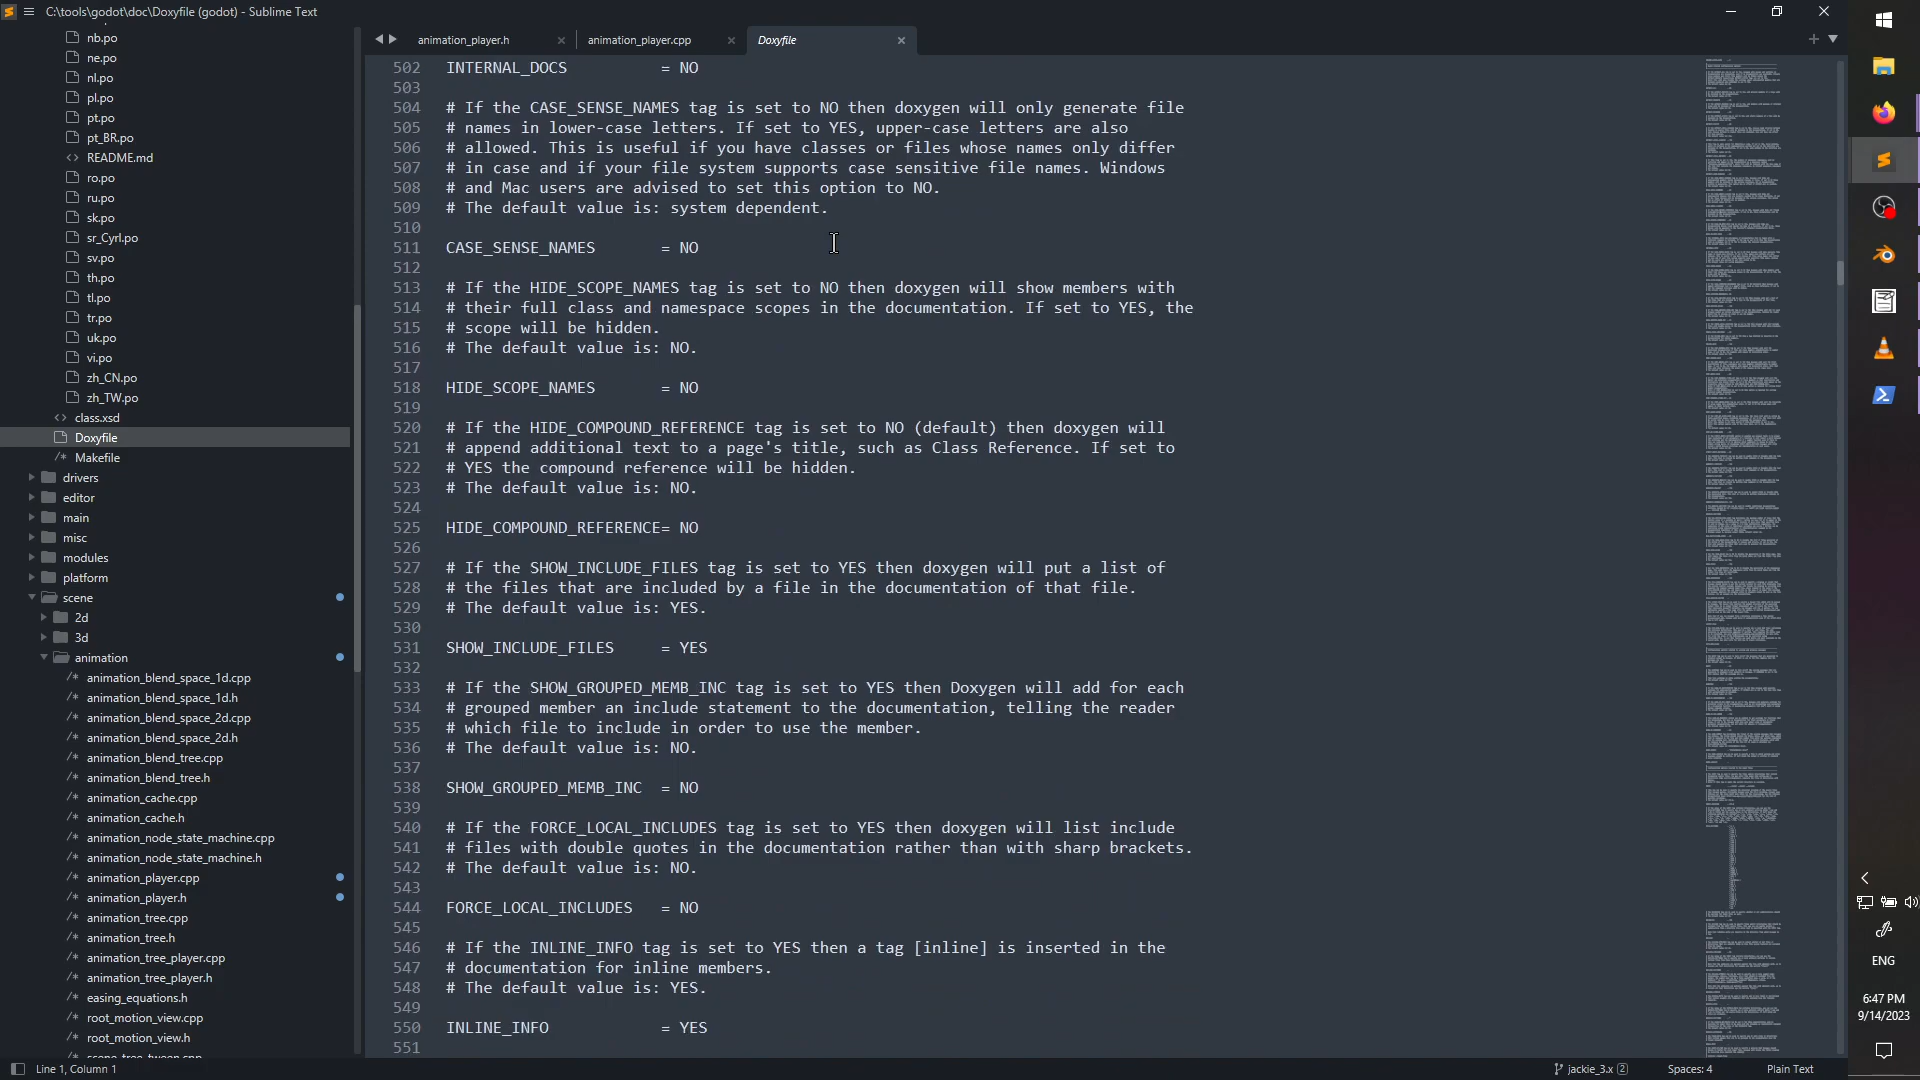 C:\tools\godot\doc\Doxyfile (godot) - Sublime Text
nb.po
ne.po
nl.po
pl.po
pt.po
pt_BR.po
README.md
ro.po
ru.po
sk.po
sr_Cyrl.po
sv.po
th.po
tl.po
tr.po
uk.po
vi.po
zh_CN.po
zh_TW.po
class.xsd
Doxyfile
Makefile
drivers
editor
main
misc
modules
platform
scene
2d
3d
animation
animation_blend_space_1d.cpp
animation_blend_space_1d.h
animation_blend_space_2d.cpp
animation_blend_space_2d.h
animation_blend_tree.cpp
animation_blend_tree.h
animation_cache.cpp
animation_cache.h
animation_node_state_machine.cpp
animation_node_state_machine.h
animation_player.cpp
animation_player.h
animation_tree.cpp
animation_tree.h
animation_tree_player.cpp
animation_tree_player.h
easing_equations.h
root_motion_view.cpp
root_motion_view.h
scene_tree_tween.cpp
animation_player.h
animation_player.cpp
Doxyfile
502 INTERNAL_DOCS = NO
503
504 # If the CASE_SENSE_NAMES tag is set to NO then doxygen will only generate file
505 # names in lower-case letters. If set to YES, upper-case letters are also
506 # allowed. This is useful if you have classes or files whose names only differ
507 # in case and if your file system supports case sensitive file names. Windows
508 # and Mac users are advised to set this option to NO.
509 # The default value is: system dependent.
510
511 CASE_SENSE_NAMES = NO
512
513 # If the HIDE_SCOPE_NAMES tag is set to NO then doxygen will show members with
514 # their full class and namespace scopes in the documentation. If set to YES, the
515 # scope will be hidden.
516 # The default value is: NO.
517
518 HIDE_SCOPE_NAMES = NO
519
520 # If the HIDE_COMPOUND_REFERENCE tag is set to NO (default) then doxygen will
521 # append additional text to a page's title, such as Class Reference. If set to
522 # YES the compound reference will be hidden.
523 # The default value is: NO.
524
525 HIDE_COMPOUND_REFERENCE= NO
526
527 # If the SHOW_INCLUDE_FILES tag is set to YES then doxygen will put a list of
528 # the files that are included by a file in the documentation of that file.
529 # The default value is: YES.
530
531 SHOW_INCLUDE_FILES = YES
532
533 # If the SHOW_GROUPED_MEMB_INC tag is set to YES then Doxygen will add for each
534 # grouped member an include statement to the documentation, telling the reader
535 # which file to include in order to use the member.
536 # The default value is: NO.
537
538 SHOW_GROUPED_MEMB_INC = NO
539
540 # If the FORCE_LOCAL_INCLUDES tag is set to YES then doxygen will list include
541 # files with double quotes in the documentation rather than with sharp brackets.
542 # The default value is: NO.
543
544 FORCE_LOCAL_INCLUDES = NO
545
546 # If the INLINE_INFO tag is set to YES then a tag [inline] is inserted in the
547 # documentation for inline members.
548 # The default value is: YES.
549
550 INLINE_INFO = YES
551
Line 1, Column 1
jackie_3.x 2
Spaces: 4
Plain Text
ENG
6:47 PM
9/14/2023